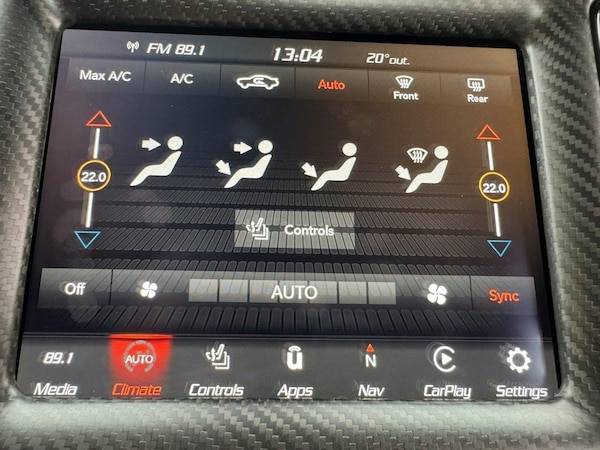 FM 89.1 13:04 20°out.
Max A/C A/C Auto Front Rear
22.0 22.0
Controls
Off AUTO Sync
89.1 AUTO N
Media Climate Controls Apps Nav CarPlay Settings